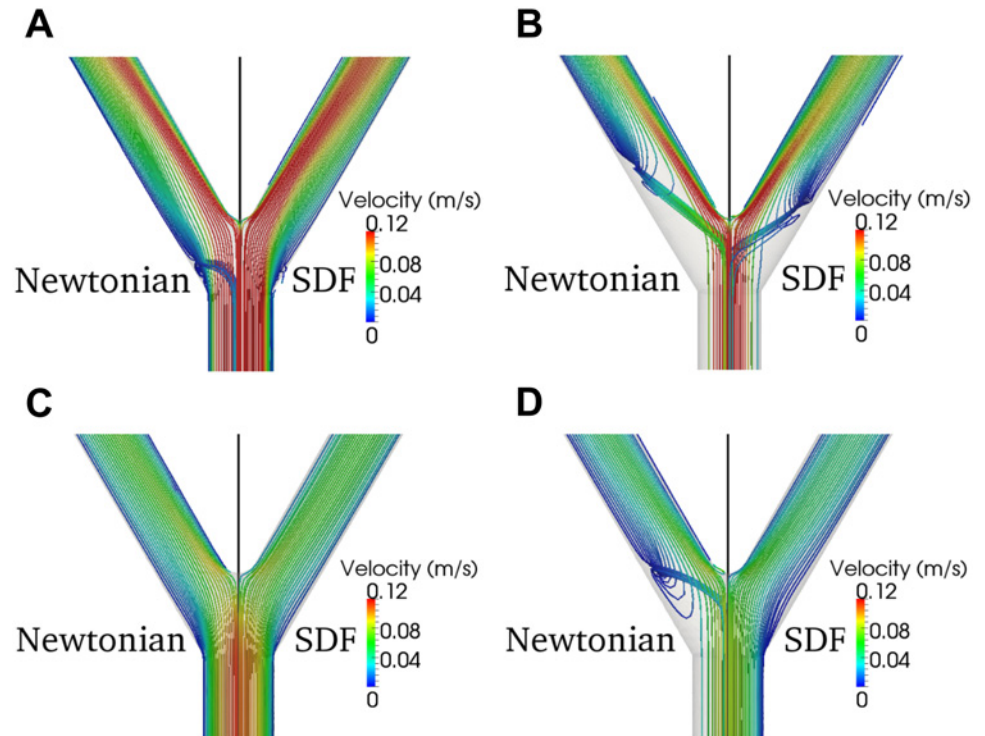 A
B
Velocity (m/s)
0.12
0.08
0.04
0
Newtonian
SDF
Velocity (m/s)
0.12
0.08
0.04
0
Newtonian
SDF
C
D
Velocity (m/s)
0.12
0.08
0.04
0
Newtonian
SDF
Velocity (m/s)
0.12
0.08
0.04
0
Newtonian
SDF